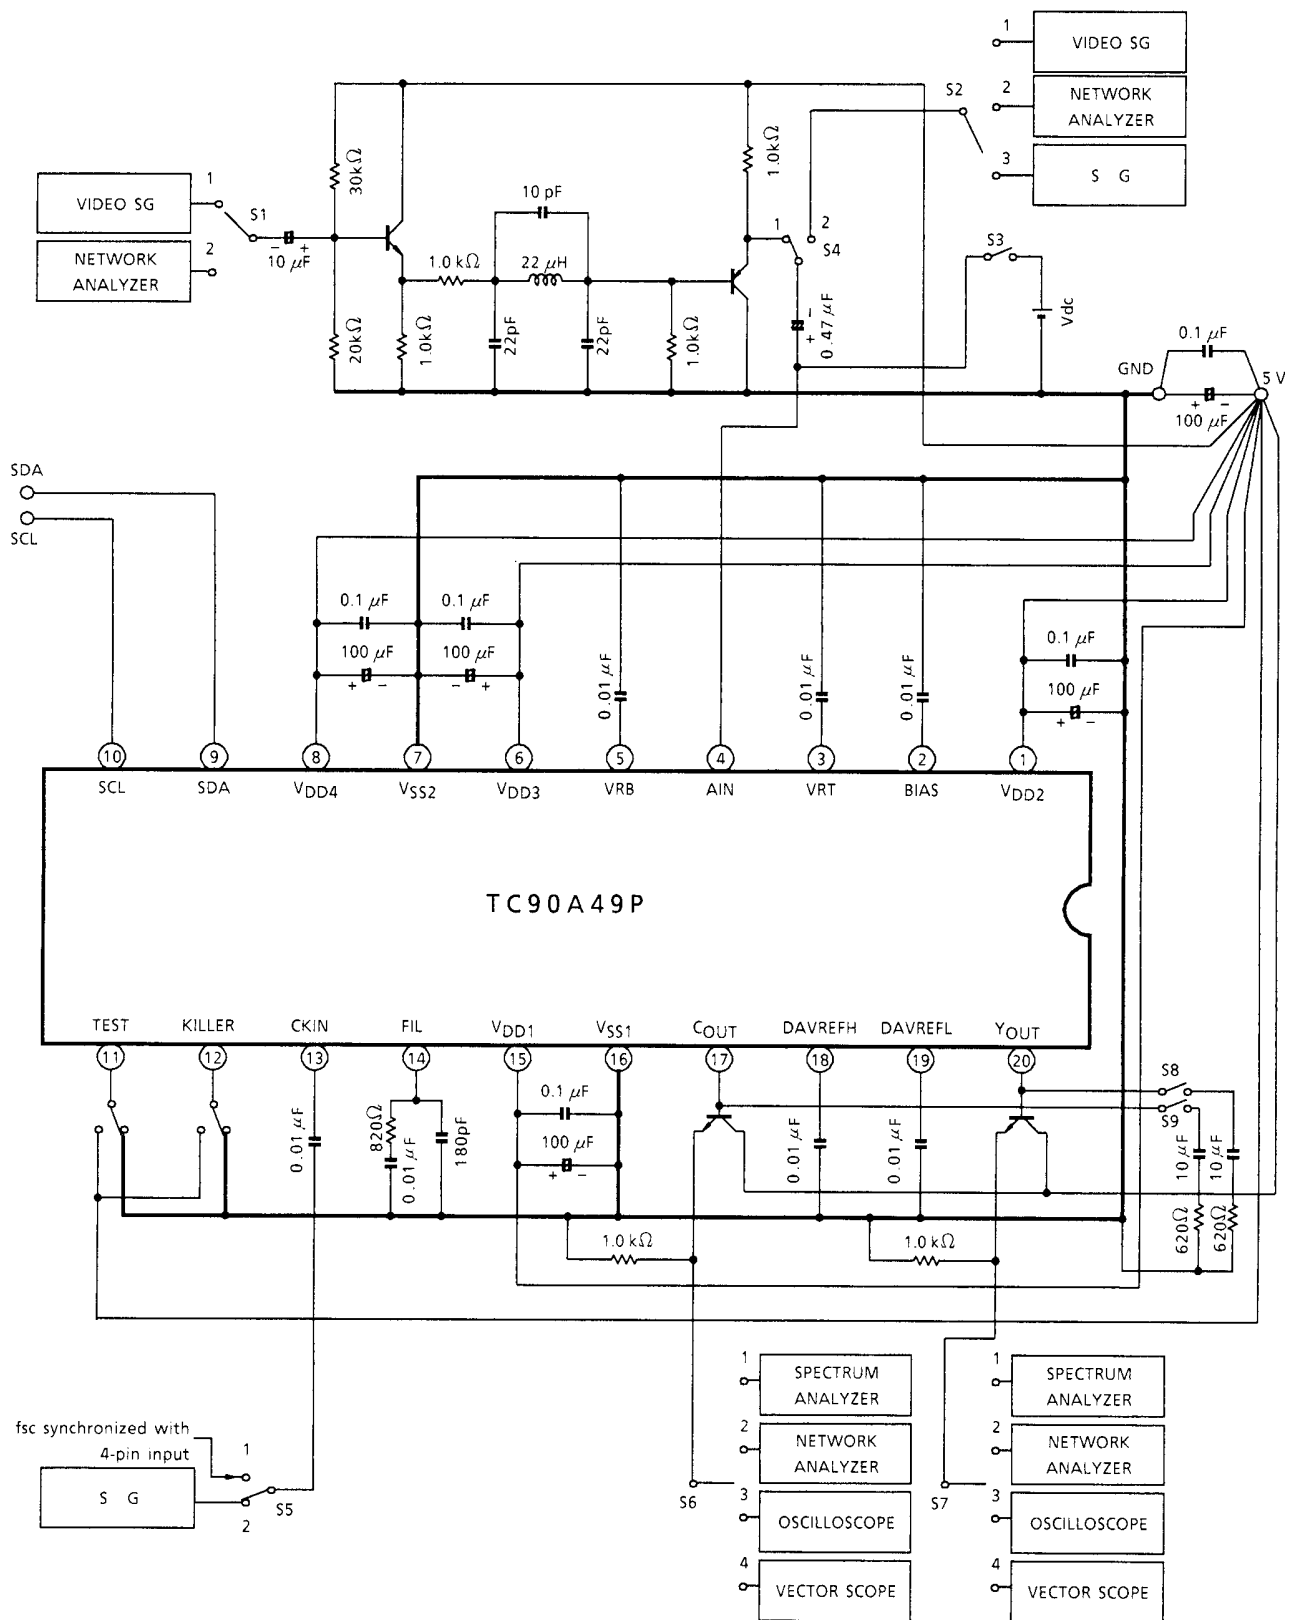 1
VIDEO SG
S2
2
NETWORK
ANALYZER
3
S G
1
VIDEO SG
S1
2
NETWORK
ANALYZER
- +
10 μF
30kΩ
20kΩ
1.0kΩ
1.0kΩ
10 pF
22 μH
22pF
22pF
1.0kΩ
1.0kΩ
1
2
S4
-
+
0.47 μF
S3
Vdc
GND
0.1 μF
+ -
100 μF
5 V
SDA
SCL
0.1 μF
100 μF
+ -
0.1 μF
100 μF
- +
0.01 μF
0.01 μF
0.01 μF
0.1 μF
100 μF
+ -
10
9
8
7
6
5
4
3
2
1
SCL
SDA
VDD4
VSS2
VDD3
VRB
AIN
VRT
BIAS
VDD2
TC90A49P
TEST
KILLER
CKIN
FIL
VDD1
VSS1
COUT
DAVREFH
DAVREFL
YOUT
11
12
13
14
15
16
17
18
19
20
0.01 μF
820Ω
0.01 μF
180pF
0.1 μF
100 μF
+ -
0.01 μF
0.01 μF
S8
S9
10 μF
10 μF
620Ω
620Ω
1.0kΩ
1.0kΩ
fsc synchronized with
4-pin input
1
S G
2
S5
S6
1
SPECTRUM
ANALYZER
2
NETWORK
ANALYZER
3
OSCILLOSCOPE
4
VECTOR SCOPE
S7
1
SPECTRUM
ANALYZER
2
NETWORK
ANALYZER
3
OSCILLOSCOPE
4
VECTOR SCOPE